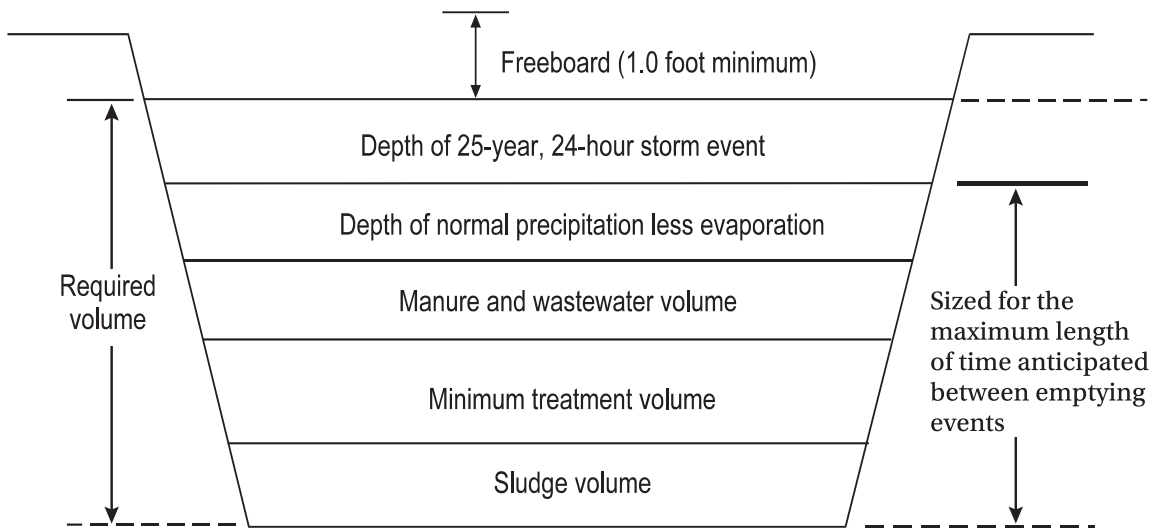 Freeboard (1.0 foot minimum)
Depth of 25-year, 24-hour storm event
Depth of normal precipitation less evaporation
Required
volume
Manure and wastewater volume
Sized for the
maximum length
of time anticipated
between emptying
events
Minimum treatment volume
Sludge volume